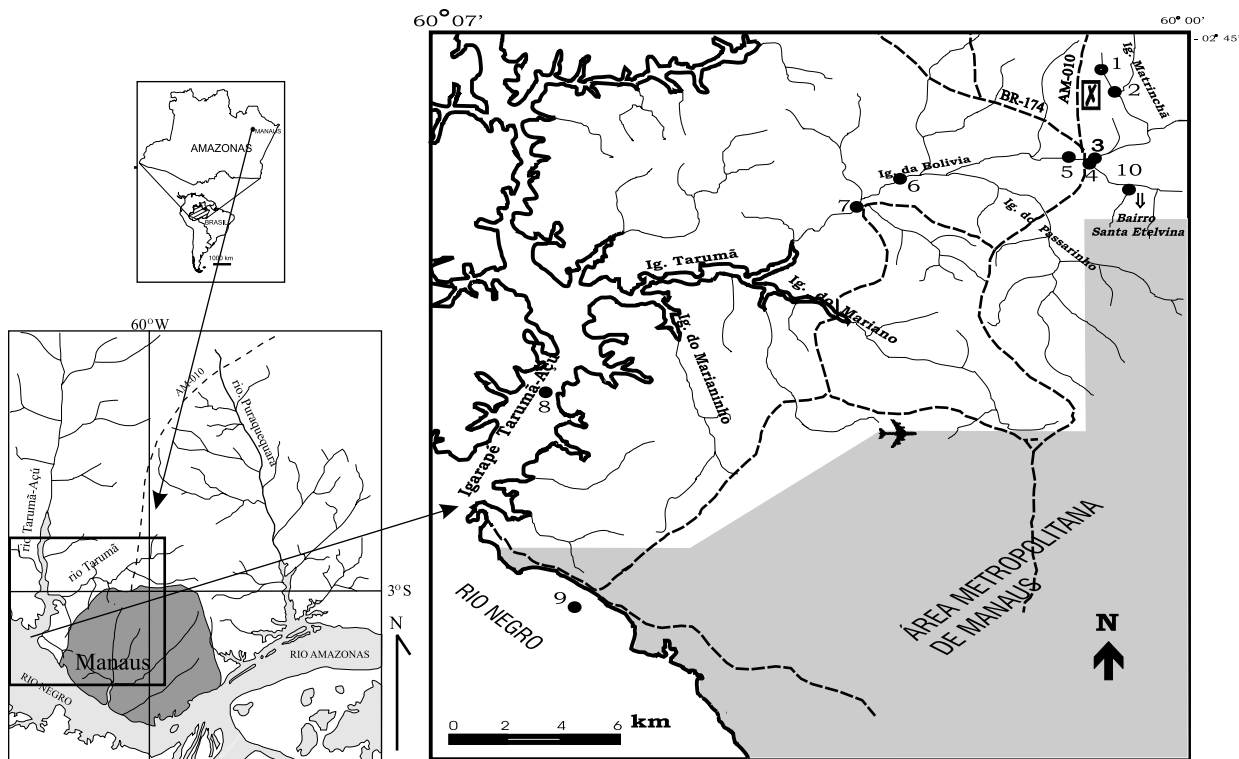 60° 07'
60° 00'
- 02° 45'
MANAUS
AMAZONAS
BRASIL
1000 km
60°W
AM-010
rio Puraquequara
rio Tarumã-Açú
rio Tarumã
3° S
N
Manaus
RIO AMAZONAS
RIO NEGRO
AM-010
BR-174
Ig. Matrinchã
1
2
3
4
5
10
Ig. da Bolivia
6
7
Ig. do Passarinho
Bairro
Santa Etelvina
Ig. Tarumã
Ig. do Mariano
Ig. do Marianinho
Igarapé Tarumã-Açú
8
9
RIO NEGRO
ÁREA METROPOLITANA
DE MANAUS
N
0 2 4 6 km